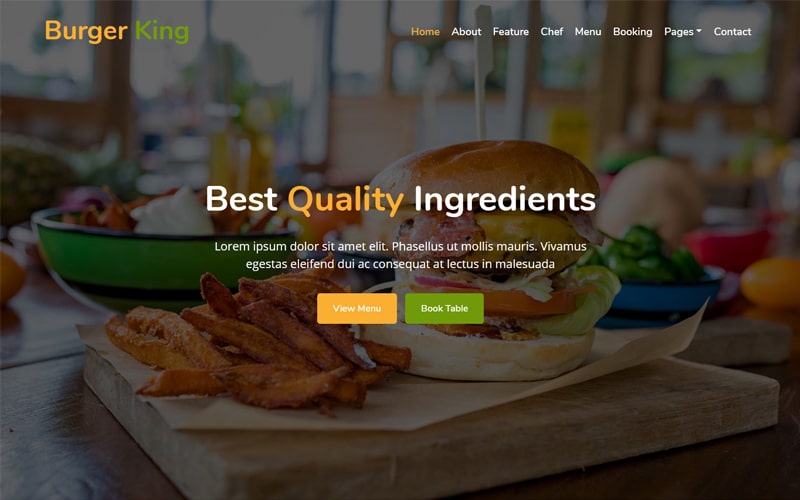 Burger King
Home About Feature Chef Menu Booking Pages Contact
Best Quality Ingredients
Lorem ipsum dolor sit amet elit. Phasellus ut mollis mauris. Vivamus
egestas eleifend dui ac consequat at lectus in malesuada
View Menu Book Table